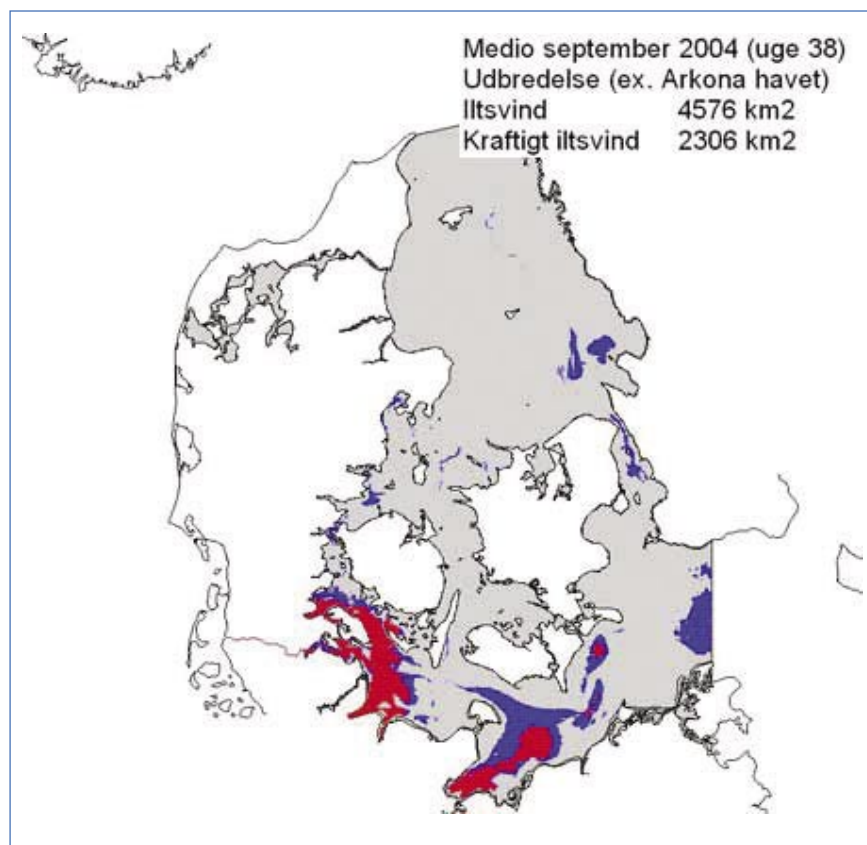 Medio september 2004 (uge 38)
Udbredelse (ex. Arkona havet)
Iltsvind 4576 km2
Kraftigt iltsvind 2306 km2